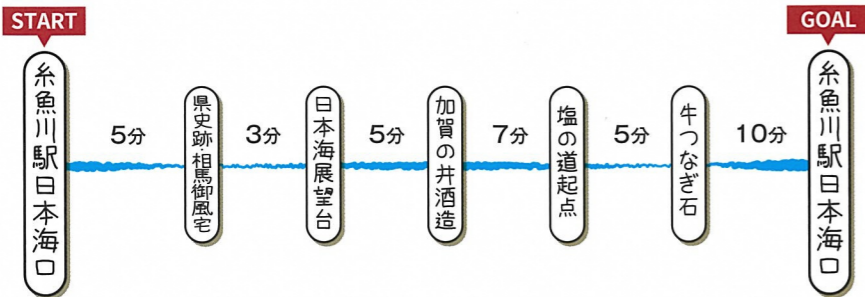 START
糸魚川駅日本海口
5分
県史跡・相馬御風宅
3分
日本海展望台
5分
加賀の井酒造
7分
塩の道起点
5分
牛つなぎ石
10分
GOAL
糸魚川駅日本海口